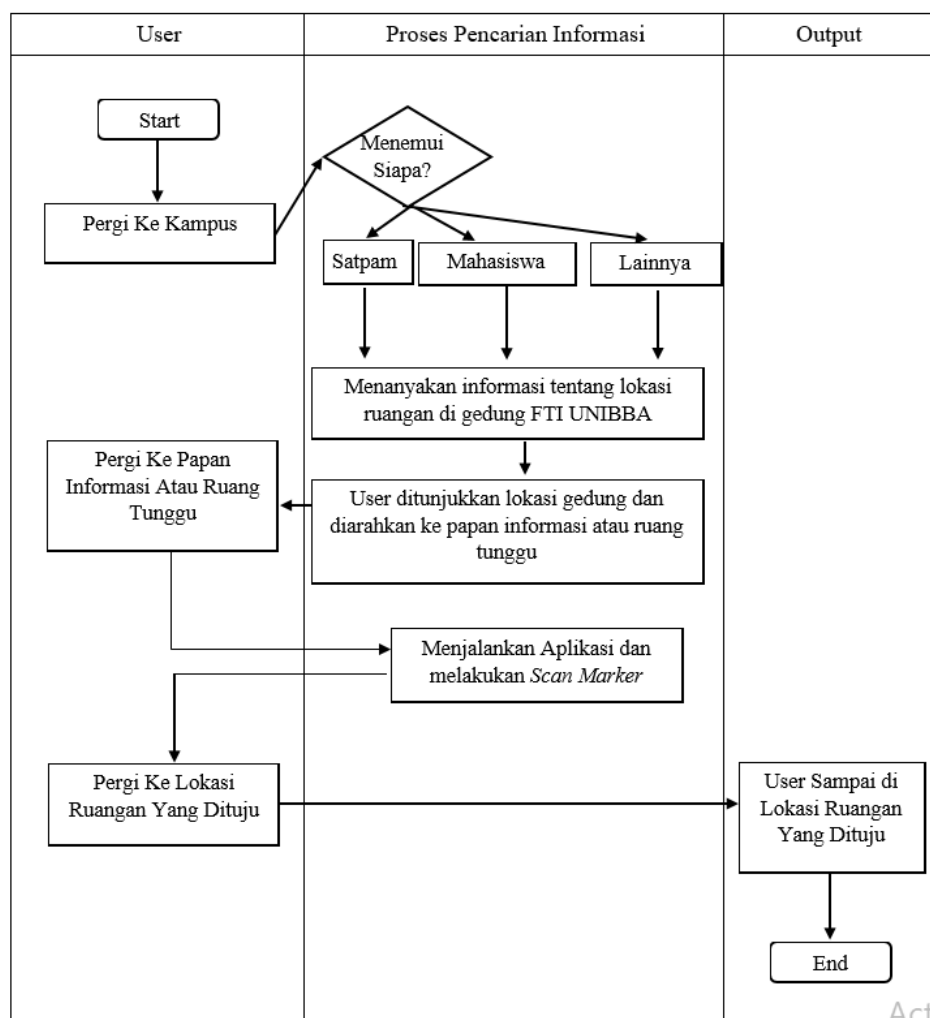 User
Proses Pencarian Informasi
Output
Start
Menemui
Siapa?
Pergi Ke Kampus
Satpam
Mahasiswa
Lainnya
Menanyakan informasi tentang lokasi
ruangan di gedung FTI UNIBBA
Pergi Ke Papan
Informasi Atau Ruang
Tunggu
User ditunjukkan lokasi gedung dan
diarahkan ke papan informasi atau ruang
tunggu
Menjalankan Aplikasi dan
melakukan Scan Marker
Pergi Ke Lokasi
Ruangan Yang Dituju
User Sampai di
Lokasi Ruangan
Yang Dituju
End
Act